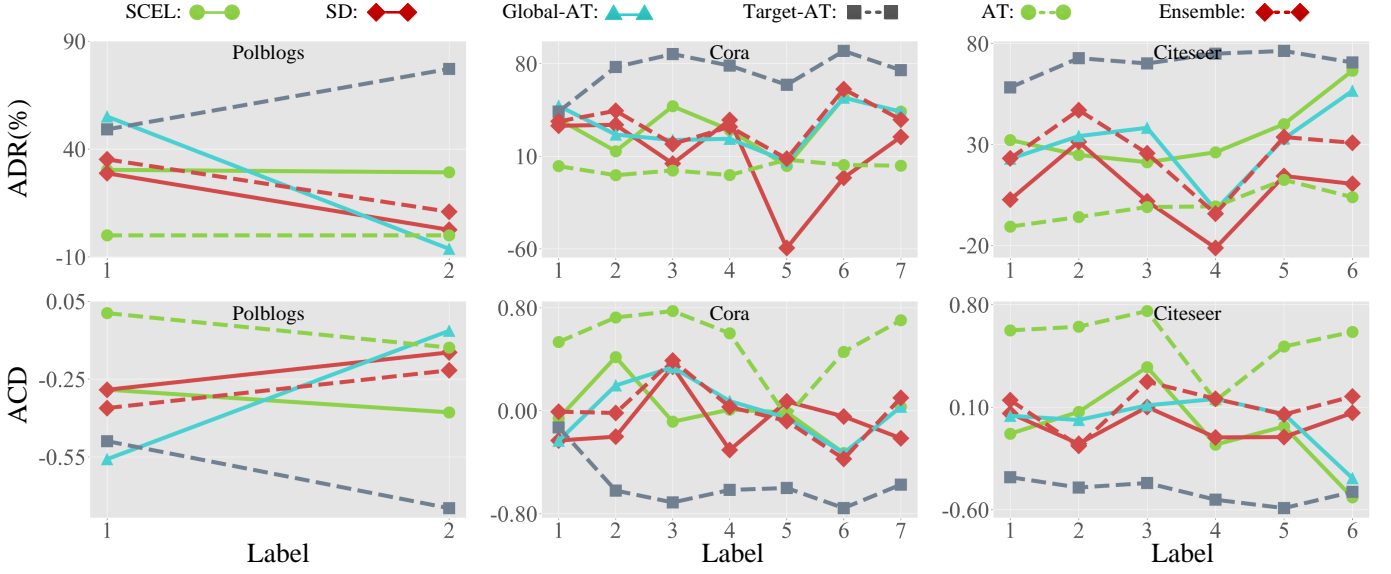 SCEL: SD: Global-AT: Target-AT: AT: Ensemble:
ADR(%)
Polblogs
90
40
-10
1 2
Cora
80
10
-60
1 2 3 4 5 6 7
Citeseer
80
30
-20
1 2 3 4 5 6
ACD
Polblogs
0.05
-0.25
-0.55
1 2
Label
Cora
0.80
0.00
-0.80
1 2 3 4 5 6 7
Label
Citeseer
0.80
0.10
-0.60
1 2 3 4 5 6
Label